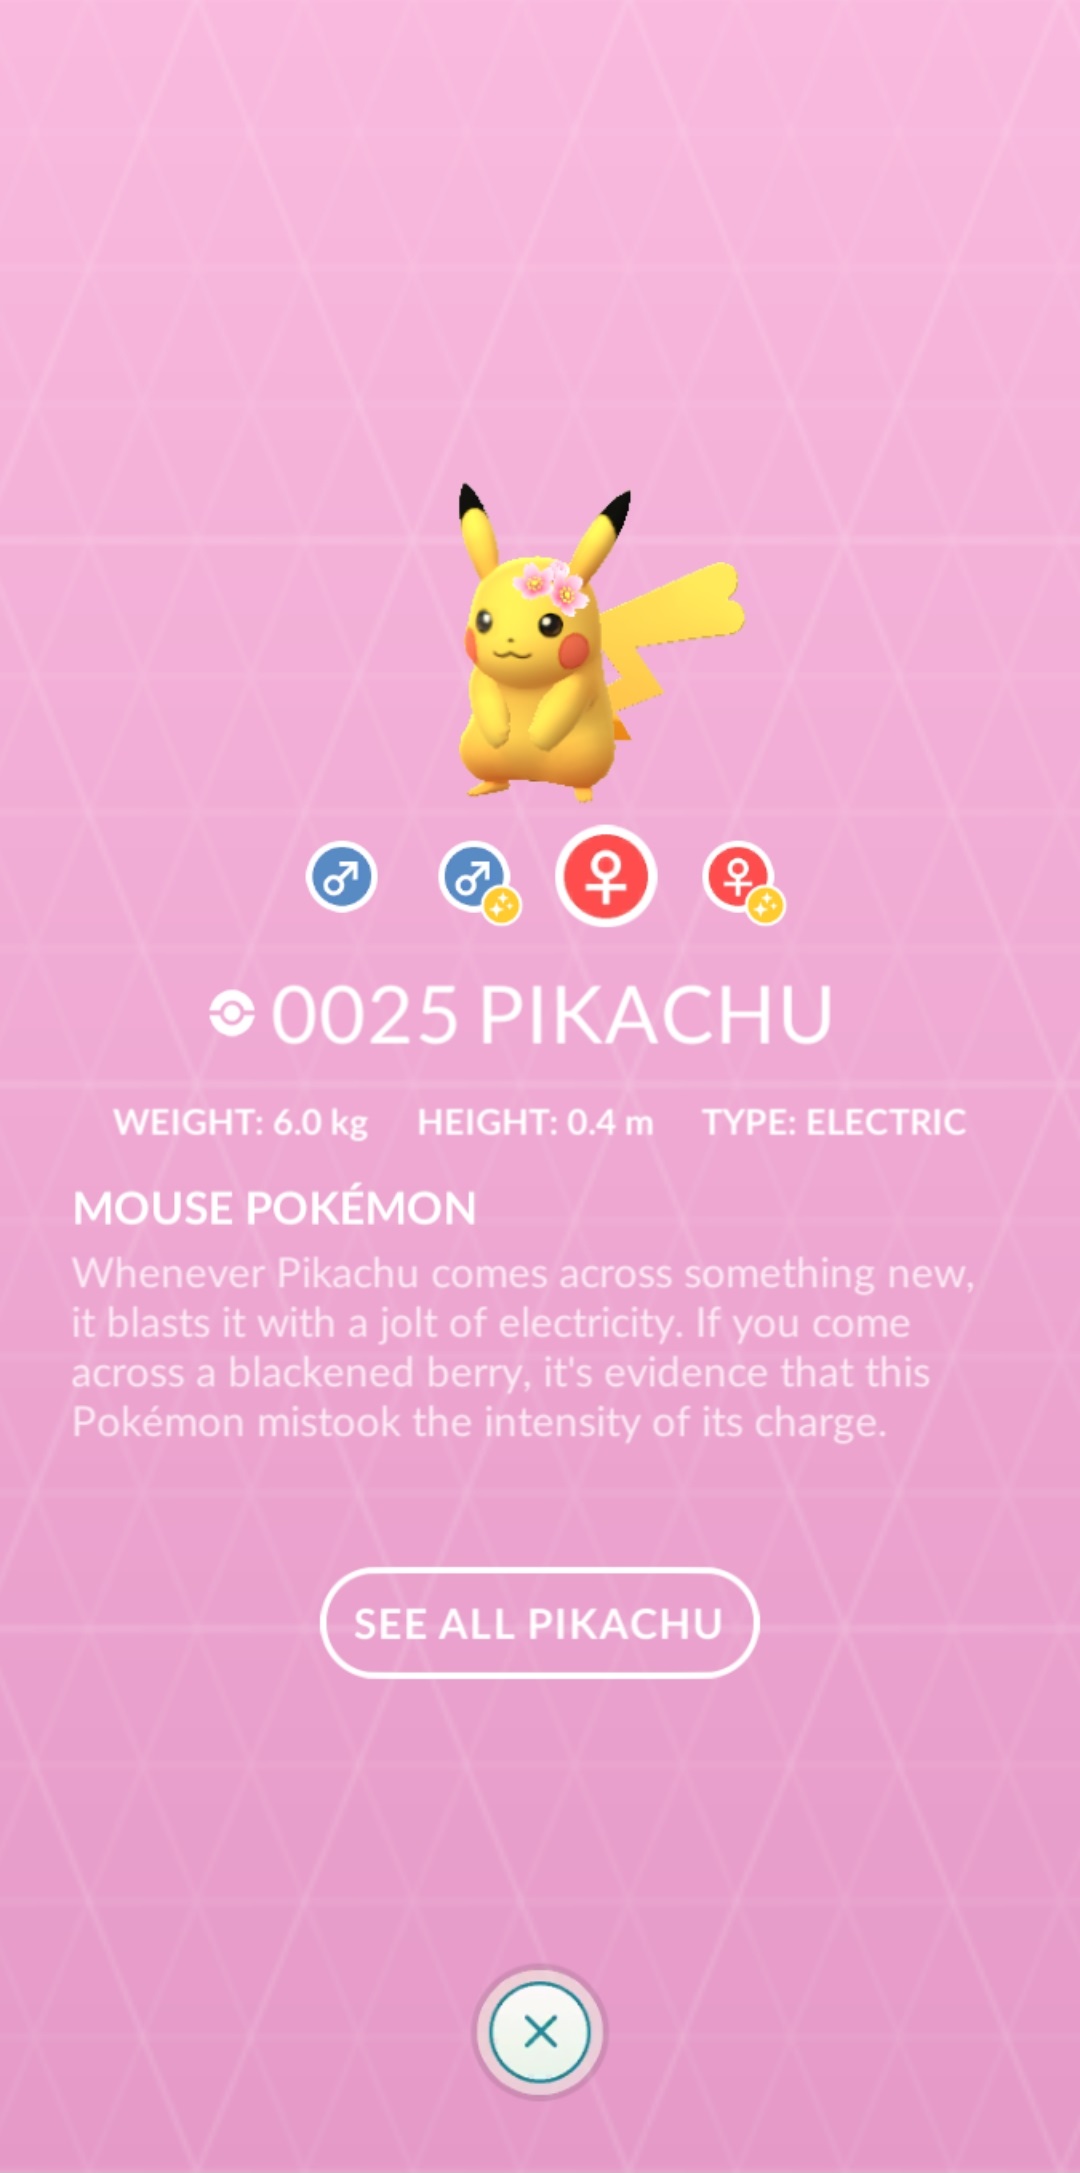 0025 PIKACHU
WEIGHT: 6.0 kg HEIGHT: 0.4 m TYPE: ELECTRIC
MOUSE POKÉMON
Whenever Pikachu comes across something new,
it blasts it with a jolt of electricity. If you come
across a blackened berry, it's evidence that this
Pokémon mistook the intensity of its charge.
SEE ALL PIKACHU